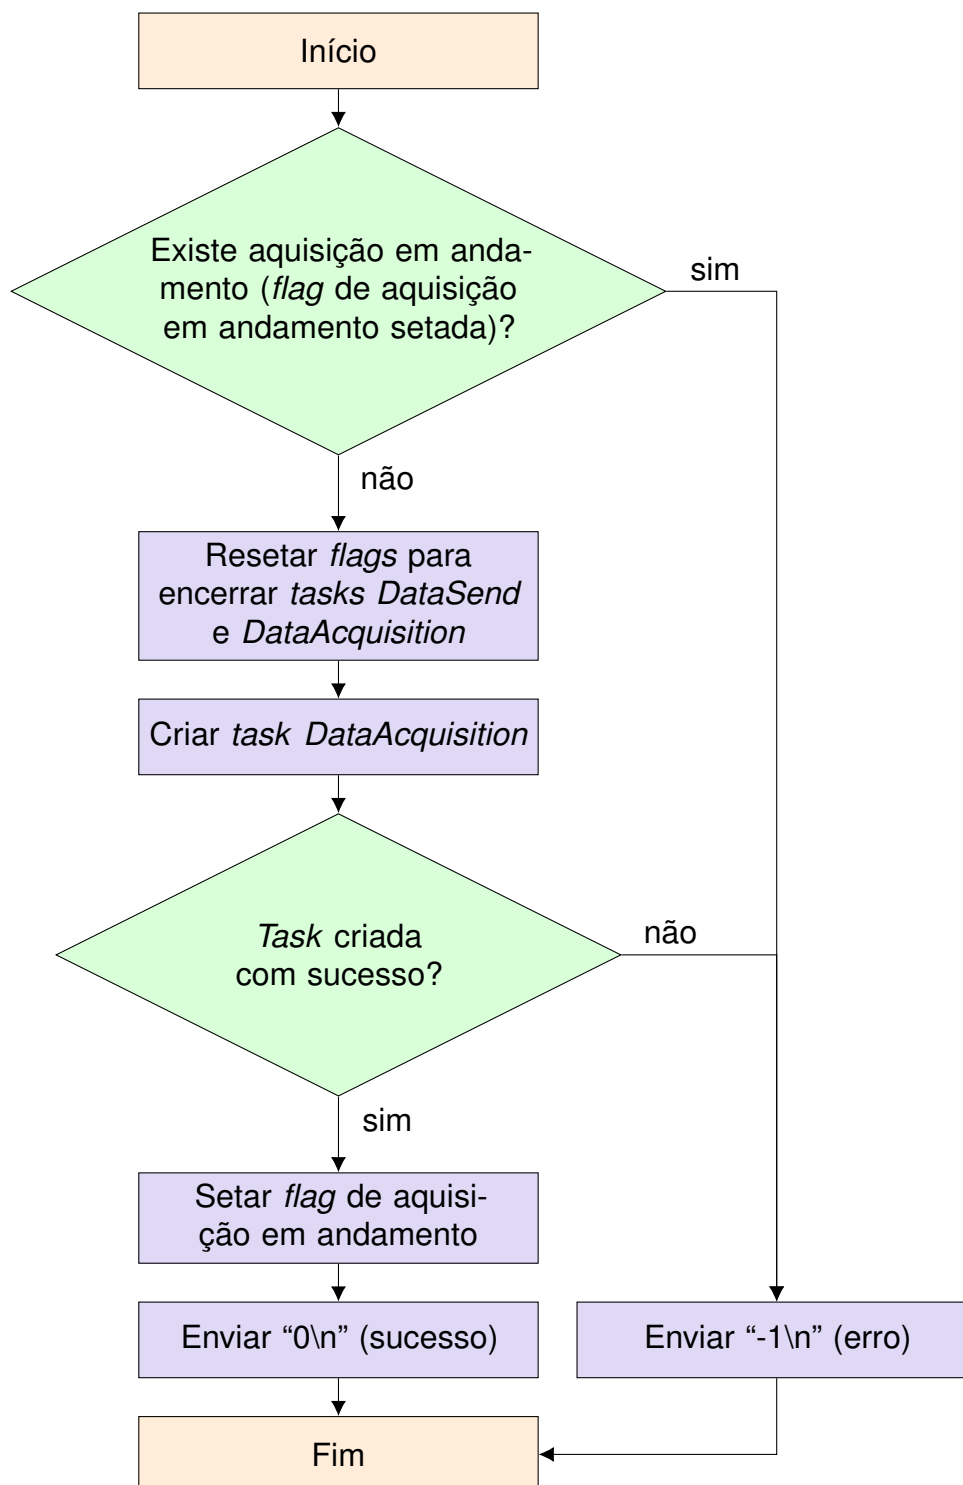 Início
Existe aquisição em anda-
mento (flag de aquisição
em andamento setada)?
sim
não
Resetar flags para
encerrar tasks DataSend
e DataAcquisition
Criar task DataAcquisition
Task criada
com sucesso?
não
sim
Setar flag de aquisi-
ção em andamento
Enviar “0\n” (sucesso)
Enviar “-1\n” (erro)
Fim